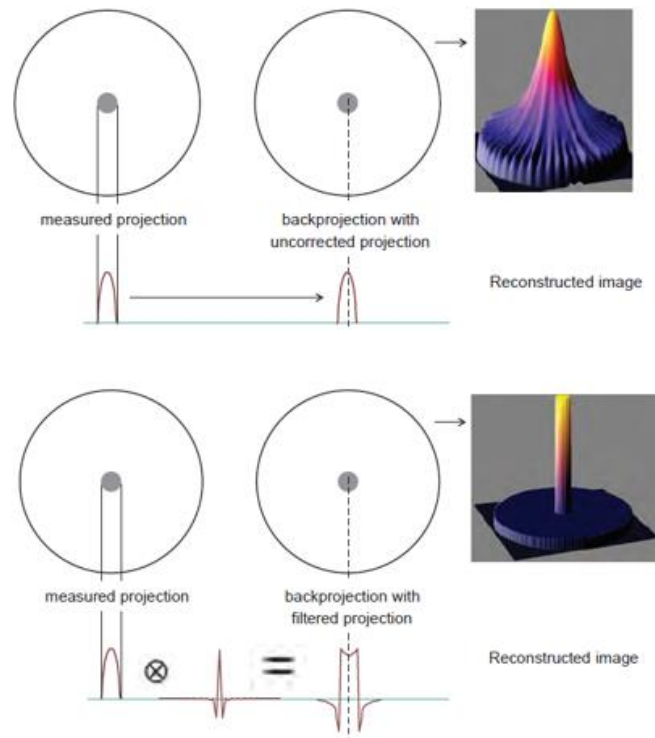 measured projection
backprojection with
uncorrected projection
Reconstructed image
measured projection
backprojection with
filtered projection
Reconstructed image
⊗
=